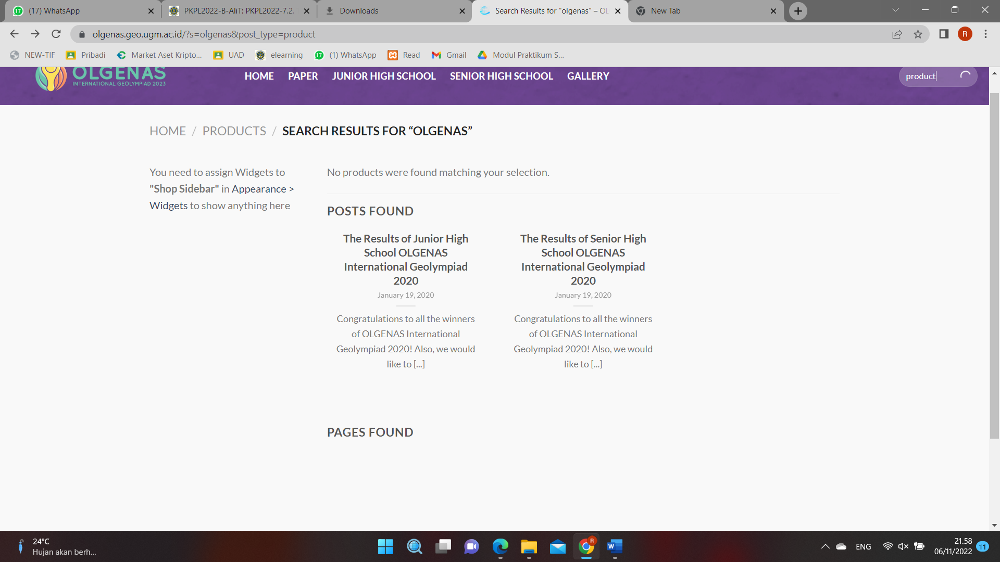 (17) WhatsApp
PKPL2022-B-AliT: PKPL2022-7.2.
Downloads
Search Results for “olgenas” – OL
New Tab
olgenas.geo.ugm.ac.id/?s=olgenas&post_type=product
R
NEW-TIF
Pribadi
Market Aset Kripto...
UAD
elearning
(1) WhatsApp
Read
Gmail
Modul Praktikum S...
OLGENAS
INTERNATIONAL GEOLYMPIAD 2023
HOME
PAPER
JUNIOR HIGH SCHOOL
SENIOR HIGH SCHOOL
GALLERY
product
HOME / PRODUCTS / SEARCH RESULTS FOR “OLGENAS”
You need to assign Widgets to
"Shop Sidebar" in Appearance >
Widgets to show anything here
No products were found matching your selection.
POSTS FOUND
The Results of Junior High
School OLGENAS
International Geolympiad
2020
January 19, 2020
Congratulations to all the winners
of OLGENAS International
Geolympiad 2020! Also, we would
like to [...]
The Results of Senior High
School OLGENAS
International Geolympiad
2020
January 19, 2020
Congratulations to all the winners
of OLGENAS International
Geolympiad 2020! Also, we would
like to [...]
PAGES FOUND
24°C
Hujan akan berh...
R
W
ENG
21.58
06/11/2022
11